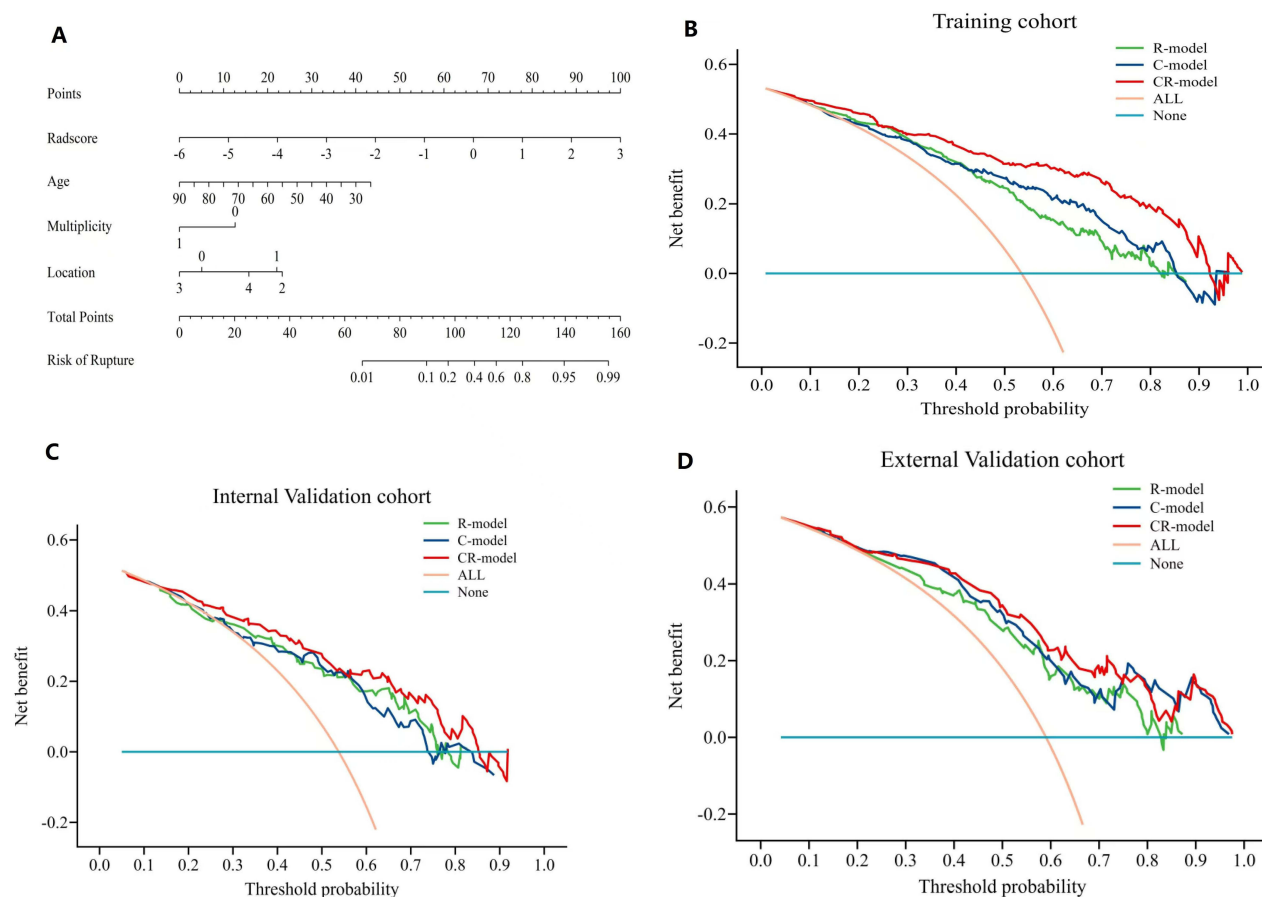 A
0 10 20 30 40 50 60 70 80 90 100
Points
Radscore
-6 -5 -4 -3 -2 -1 0 1 2 3
Age
90 80 70 60 50 40 30
0
Multiplicity
1
0 1
Location
3 4 2
Total Points
0 20 40 60 80 100 120 140 160
Risk of Rupture
0.01 0.1 0.2 0.4 0.6 0.8 0.95 0.99
B
Training cohort
R-model
C-model
CR-model
ALL
None
Net benefit
0.6
0.4
0.2
0.0
-0.2
0.0 0.1 0.2 0.3 0.4 0.5 0.6 0.7 0.8 0.9 1.0
Threshold probability
C
Internal Validation cohort
R-model
C-model
CR-model
ALL
None
Net benefit
0.6
0.4
0.2
0.0
-0.2
0.0 0.1 0.2 0.3 0.4 0.5 0.6 0.7 0.8 0.9 1.0
Threshold probability
D
External Validation cohort
R-model
C-model
CR-model
ALL
None
Net benefit
0.6
0.4
0.2
0.0
-0.2
0.0 0.1 0.2 0.3 0.4 0.5 0.6 0.7 0.8 0.9 1.0
Threshold probability